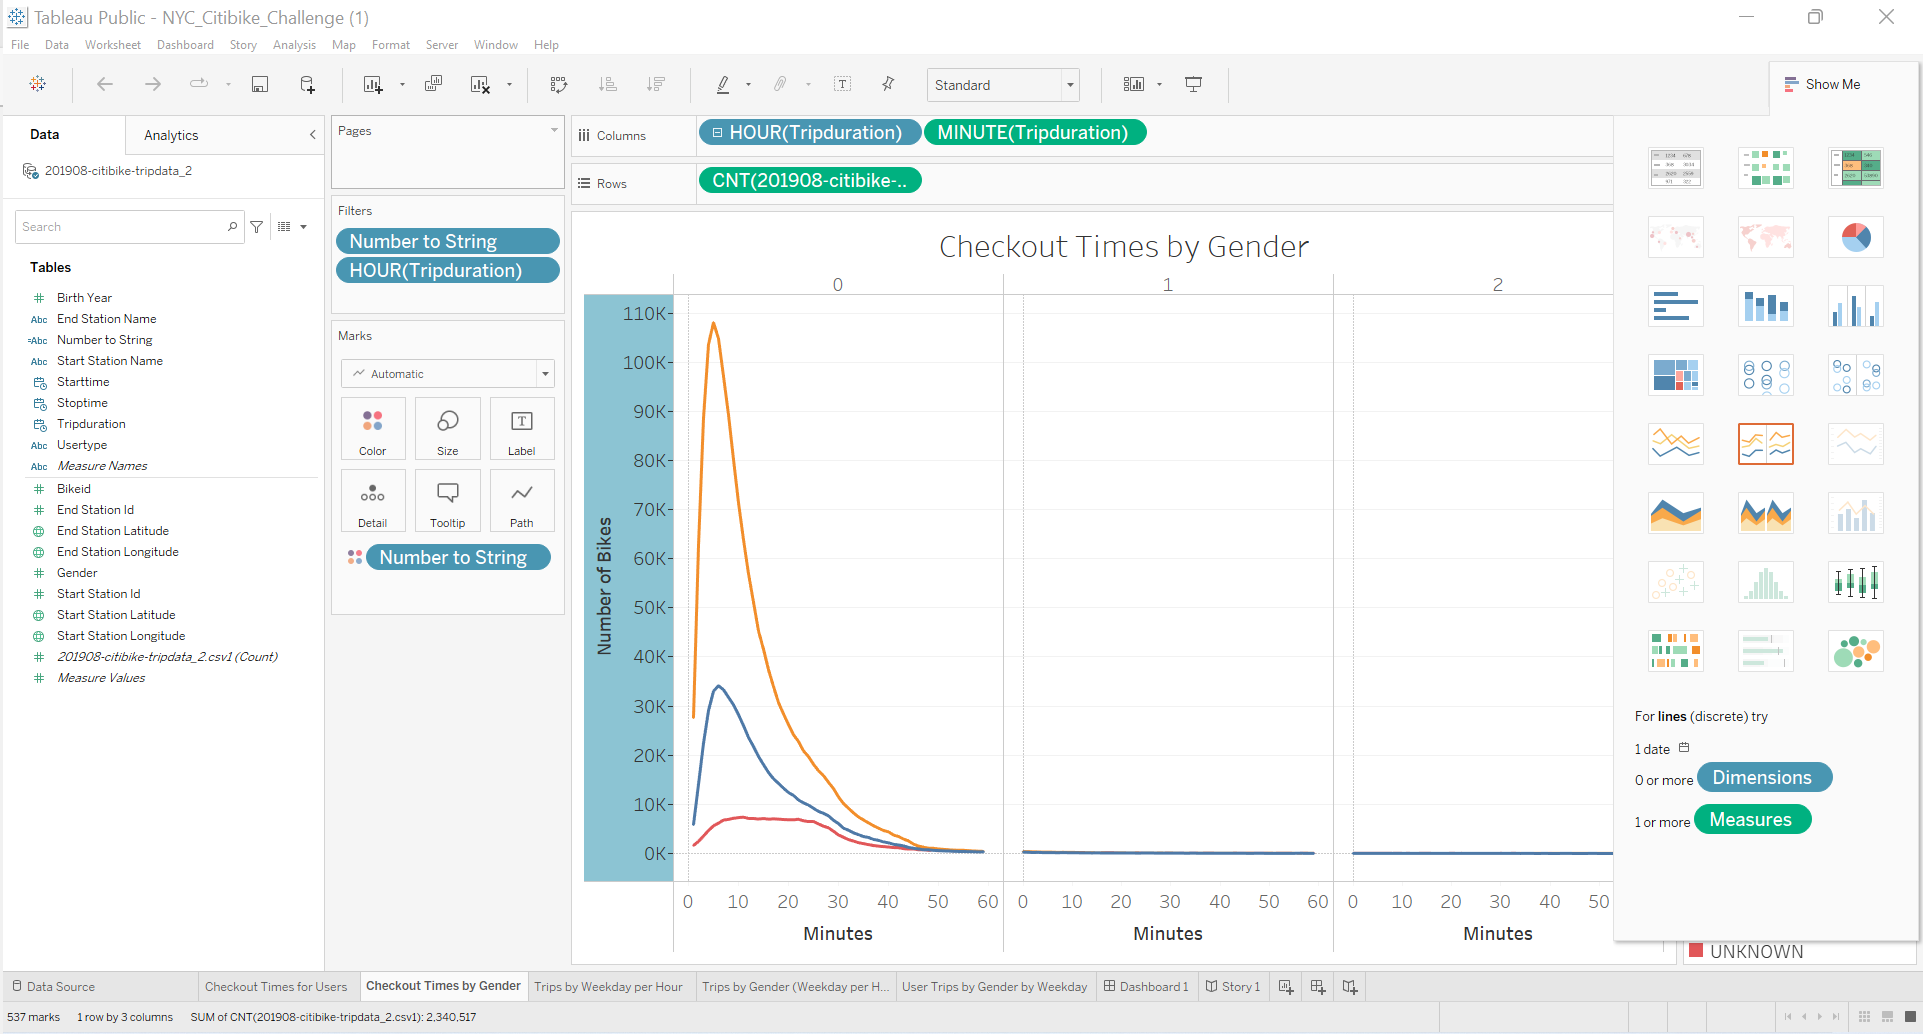 Tableau Public - NYC_Citibike_Challenge (1)
File Data Worksheet Dashboard Story Analysis Map Format Server Window Help
Standard
Show Me
Data Analytics
201908-citibike-tripdata_2
Search
Tables
Birth Year
Abc End Station Name
=Abc Number to String
Abc Start Station Name
Starttime
Stoptime
Tripduration
Abc Usertype
Abc Measure Names
Bikeid
End Station Id
End Station Latitude
End Station Longitude
Gender
Start Station Id
Start Station Latitude
Start Station Longitude
201908-citibike-tripdata_2.csv1 (Count)
Measure Values
Pages
Filters
Number to String
HOUR(Tripduration)
Marks
Automatic
Color Size Label
Detail Tooltip Path
Number to String
Columns HOUR(Tripduration) MINUTE(Tripduration)
Rows CNT(201908-citibike-..
Checkout Times by Gender
0 1 2
110K
100K
90K
80K
70K
60K
50K
40K
30K
20K
10K
0K
Number of Bikes
0 10 20 30 40 50 60 0 10 20 30 40 50 60 0 10 20 30 40 50
Minutes Minutes Minutes
For lines (discrete) try
1 date
0 or more Dimensions
1 or more Measures
UNKNOWN
Data Source Checkout Times for Users Checkout Times by Gender Trips by Weekday per Hour Trips by Gender (Weekday per H... User Trips by Gender by Weekday Dashboard 1 Story 1
537 marks 1 row by 3 columns SUM of CNT(201908-citibike-tripdata_2.csv1): 2,340,517